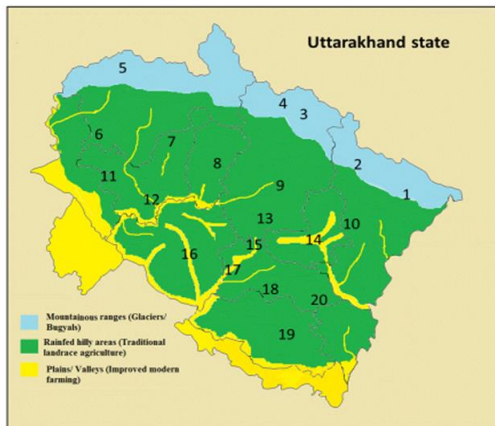 Uttarakhand state
5
4
3
6
7
8
2
11
9
1
12
13
10
16
15
14
17
18
20
19
Mountainous ranges (Glaciers/
Bugyals)
Rainfed hilly areas (Traditional
landrace agriculture)
Plains/ Valleys (Improved modern
farming)